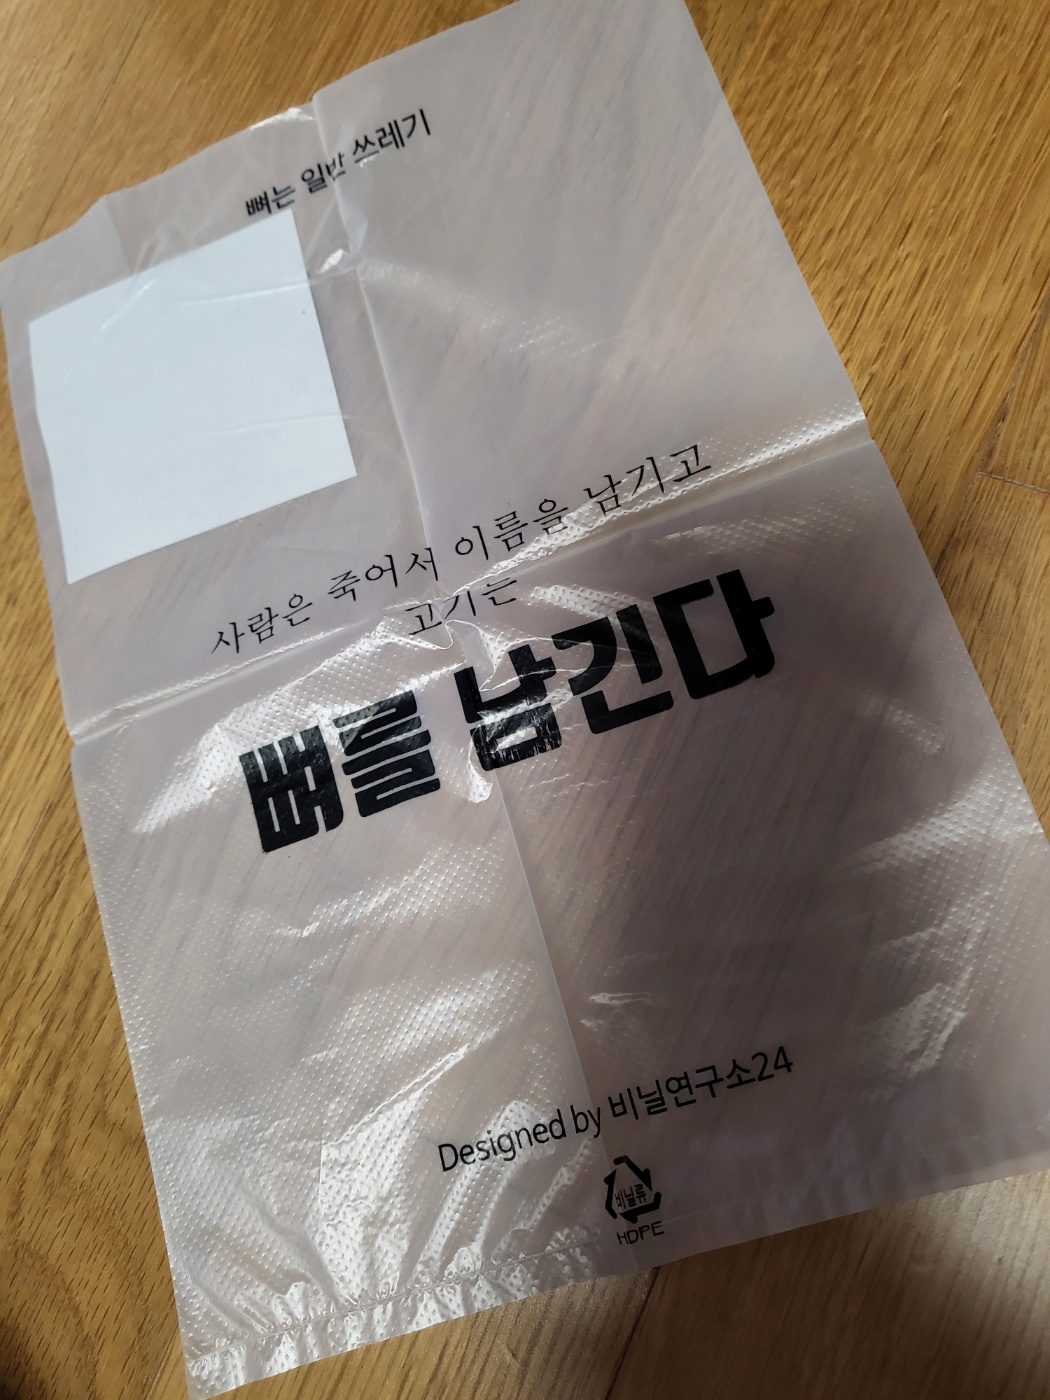 뼈는 일반 쓰레기
사람은 죽어서 이름을 남기고
고기는
뼈를 남긴다
Designed by 비닐연구소24
비닐류
HDPE